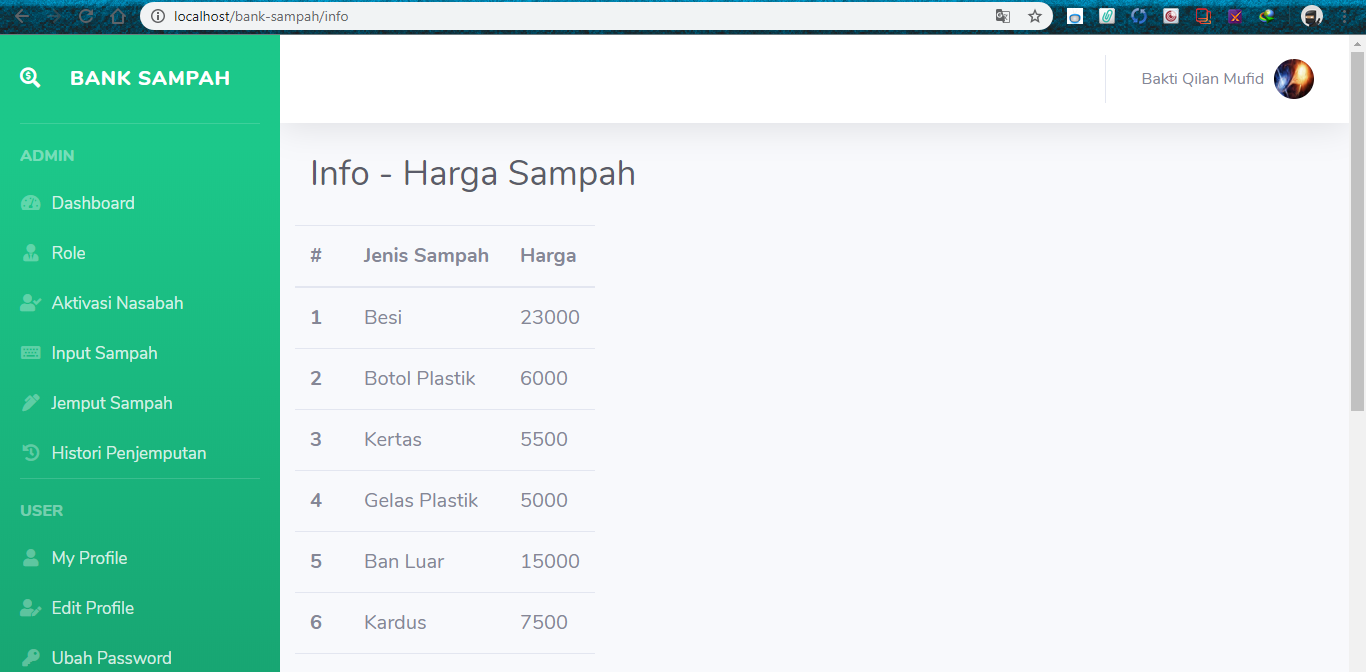 localhost/bank-sampah/info
BANK SAMPAH
Bakti Qilan Mufid
ADMIN
Dashboard
Role
Aktivasi Nasabah
Input Sampah
Jemput Sampah
Histori Penjemputan
USER
My Profile
Edit Profile
Ubah Password
Info - Harga Sampah
# Jenis Sampah Harga
1 Besi 23000
2 Botol Plastik 6000
3 Kertas 5500
4 Gelas Plastik 5000
5 Ban Luar 15000
6 Kardus 7500